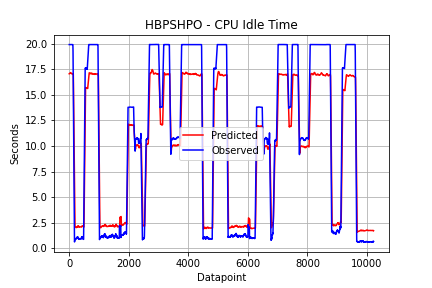 HBPSHPO - CPU Idle Time
Seconds
20.0
17.5
15.0
12.5
10.0
7.5
5.0
2.5
0.0
Predicted
Observed
0 2000 4000 6000 8000 10000
Datapoint